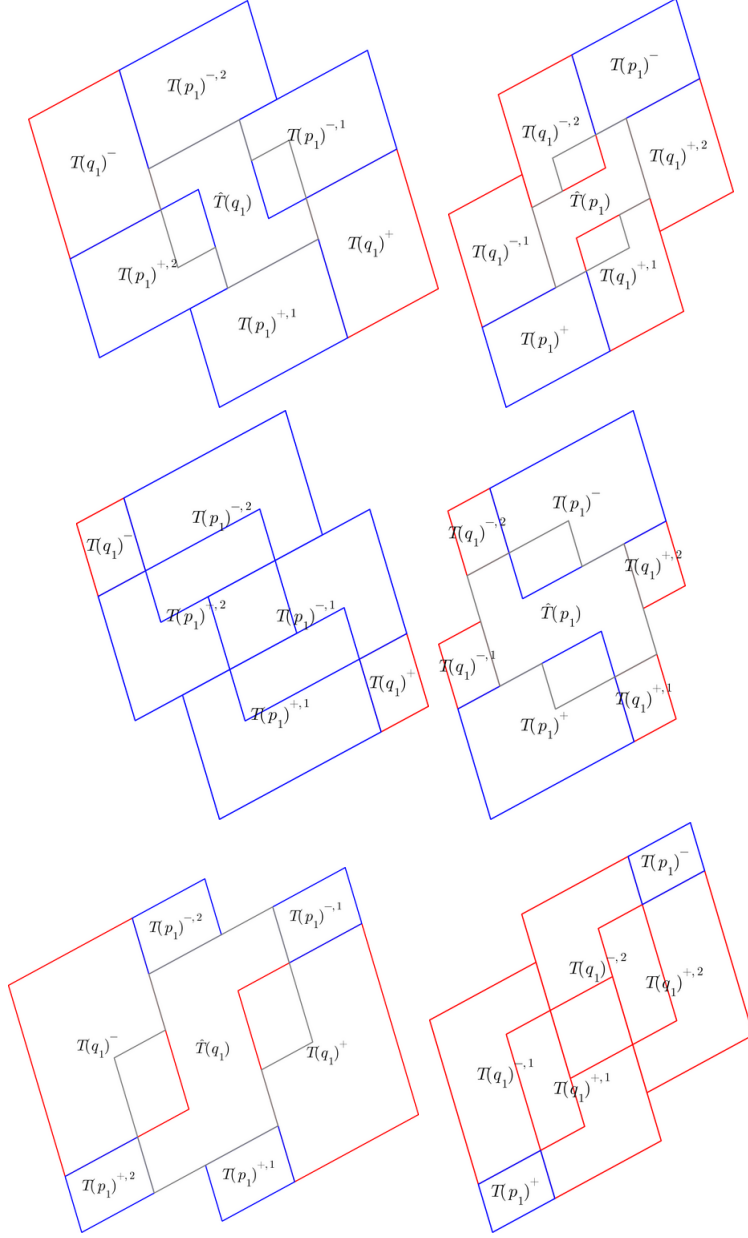 T(p₁)^{-,2}
T(p₁)^{-,1}
T(q₁)^-
T̂(q₁)
T(q₁)^+
T(p₁)^{+,2}
T(p₁)^{+,1}
T(p₁)^-
T(q₁)^{-,2}
T(q₁)^{+,2}
T̂(p₁)
T(q₁)^{-,1}
T(q₁)^{+,1}
T(p₁)^+
T(p₁)^{-,2}
T(q₁)^-
T(p₁)^{+,2}
T(p₁)^{-,1}
T(q₁)^+
T(p₁)^{+,1}
T(p₁)^-
T(q₁)^{-,2}
T(q₁)^{+,2}
T̂(p₁)
T(q₁)^{-,1}
T(q₁)^{+,1}
T(p₁)^+
T(p₁)^{-,2}
T(p₁)^{-,1}
T(q₁)^-
T̂(q₁)
T(q₁)^+
T(p₁)^{+,2}
T(p₁)^{+,1}
T(p₁)^-
T(q₁)^{-,2}
T(q₁)^{+,2}
T(q₁)^{-,1}
T(q₁)^{+,1}
T(p₁)^+